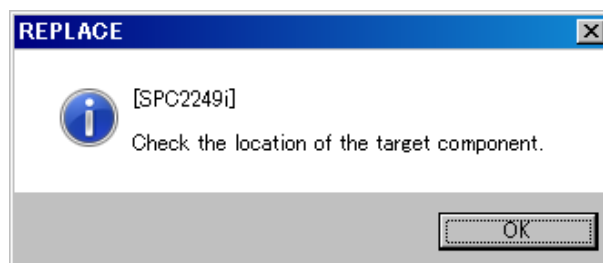 REPLACE
[SPC2249i]
Check the location of the target component.
OK